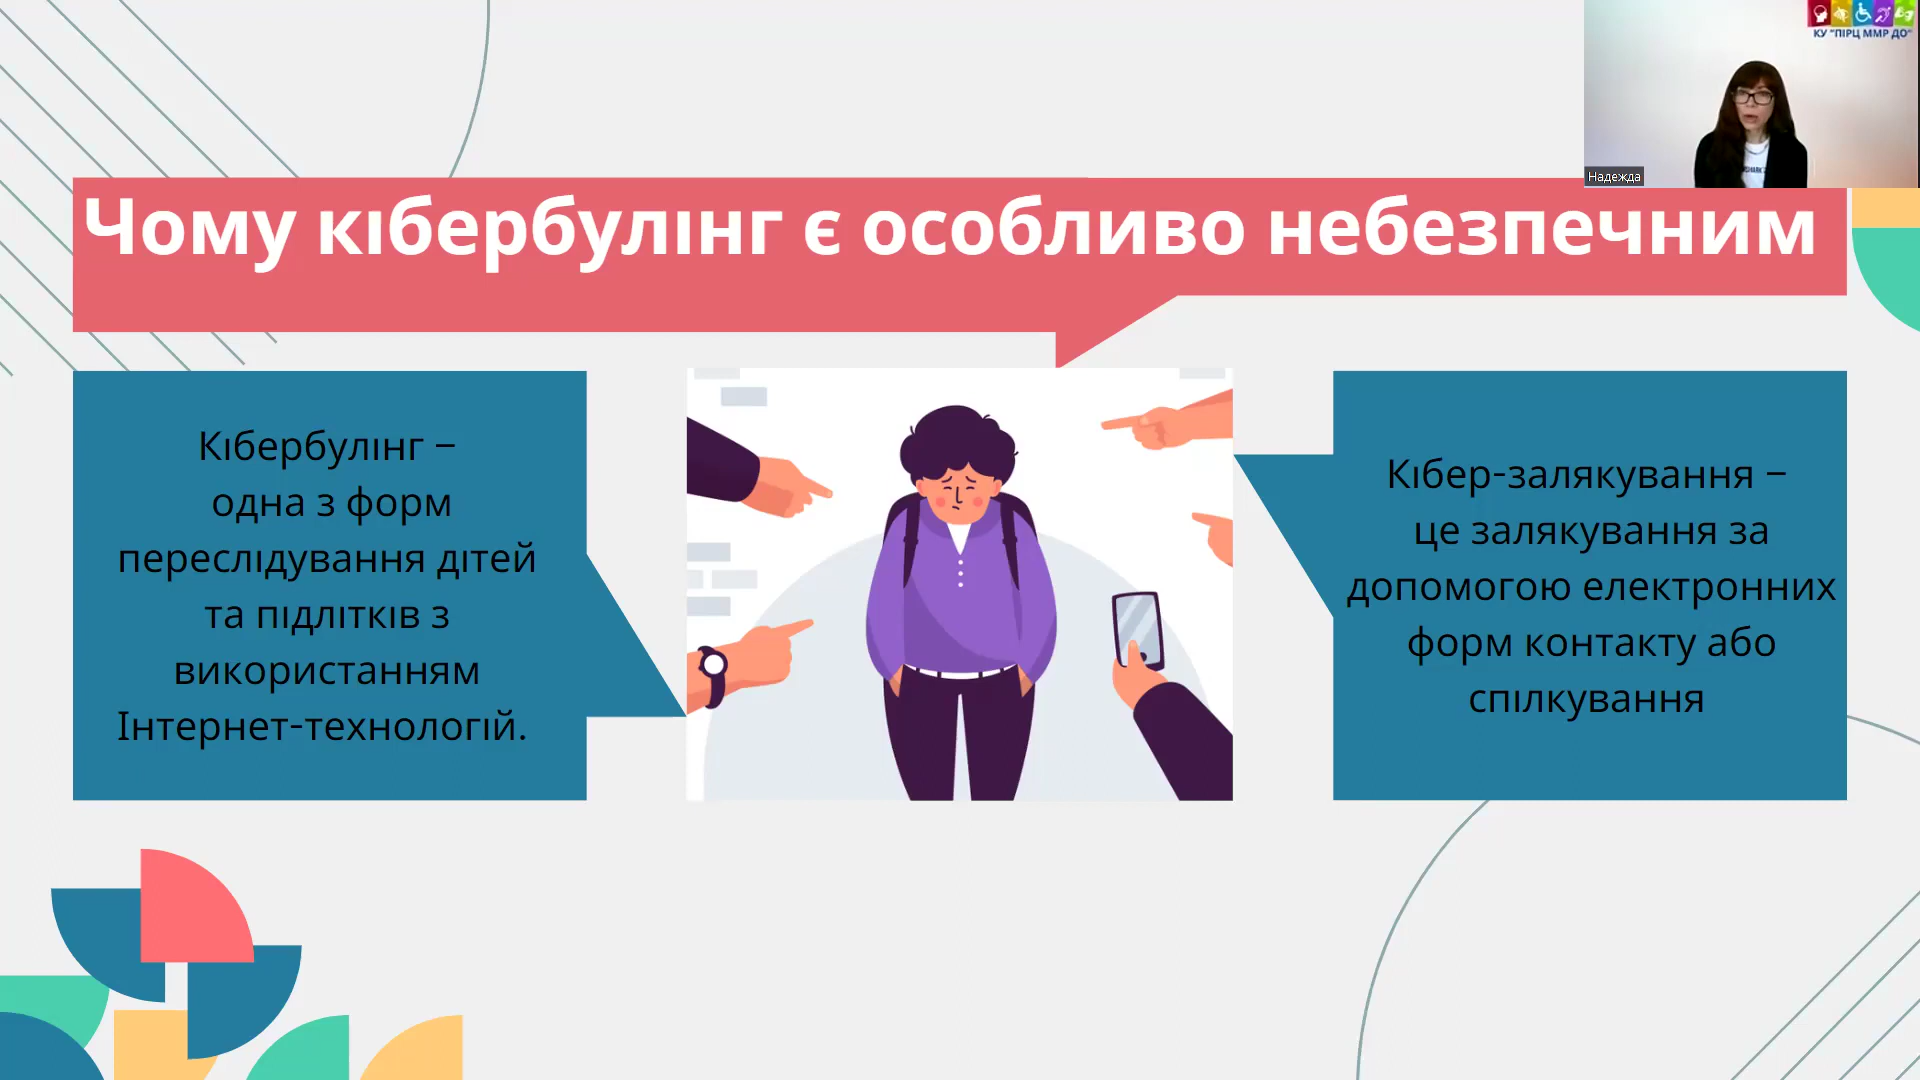 КУ "ПІРЦ ММР ДО"
Надежда
Чому кібербулінг є особливо небезпечним
Кібербулінг –
одна з форм
переслідування дітей
та підлітків з
використанням
Інтернет-технологій.
Кібер-залякування –
це залякування за
допомогою електронних
форм контакту або
спілкування